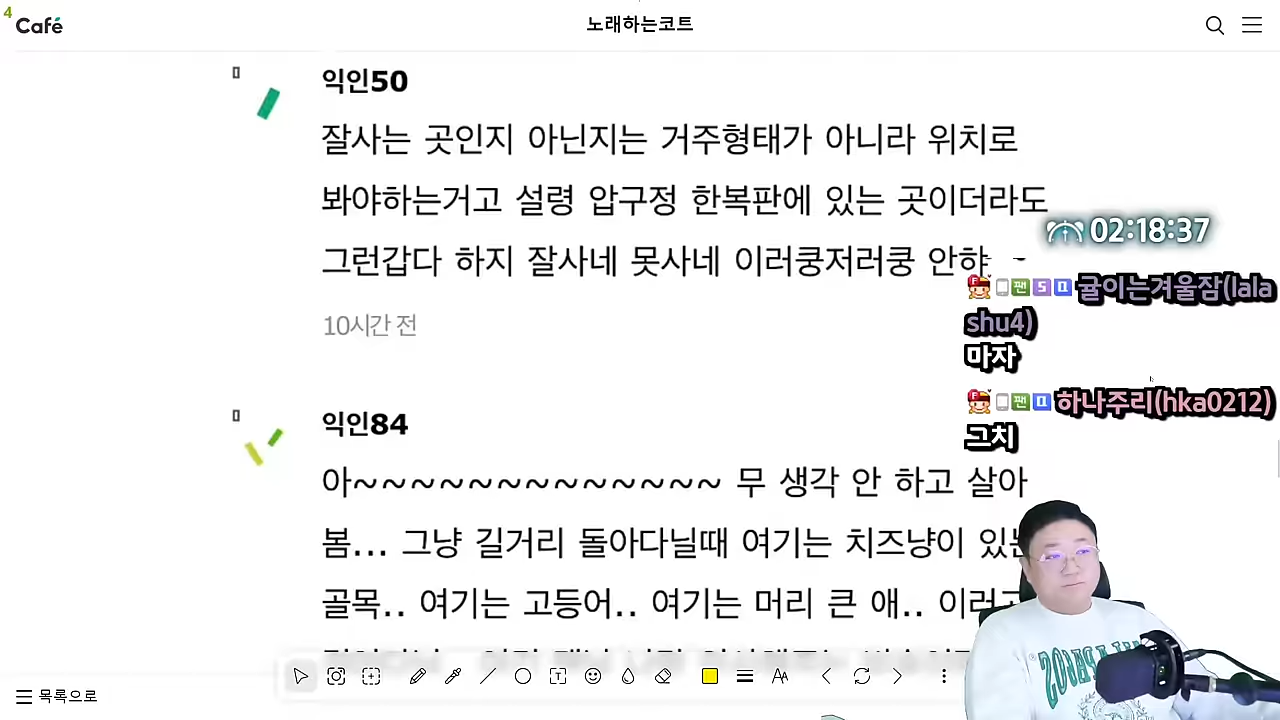 4
Café
노래하는코트
익인50
잘사는 곳인지 아닌지는 거주형태가 아니라 위치로
봐야하는거고 설령 압구정 한복판에 있는 곳이더라도
그런갑다 하지 잘사네 못사네 이러쿵저러쿵 안햐
10시간 전
02:18:37
팬 5 귤이는겨울잠(lala
shu4)
마자
팬 하나주리(hka0212)
그치
익인84
아~~~~~~~~~~~~~ 무 생각 안 하고 살아
봄... 그냥 길거리 돌아다닐때 여기는 치즈냥이 있는
골목.. 여기는 고등어.. 여기는 머리 큰 애.. 이러고
목록으로